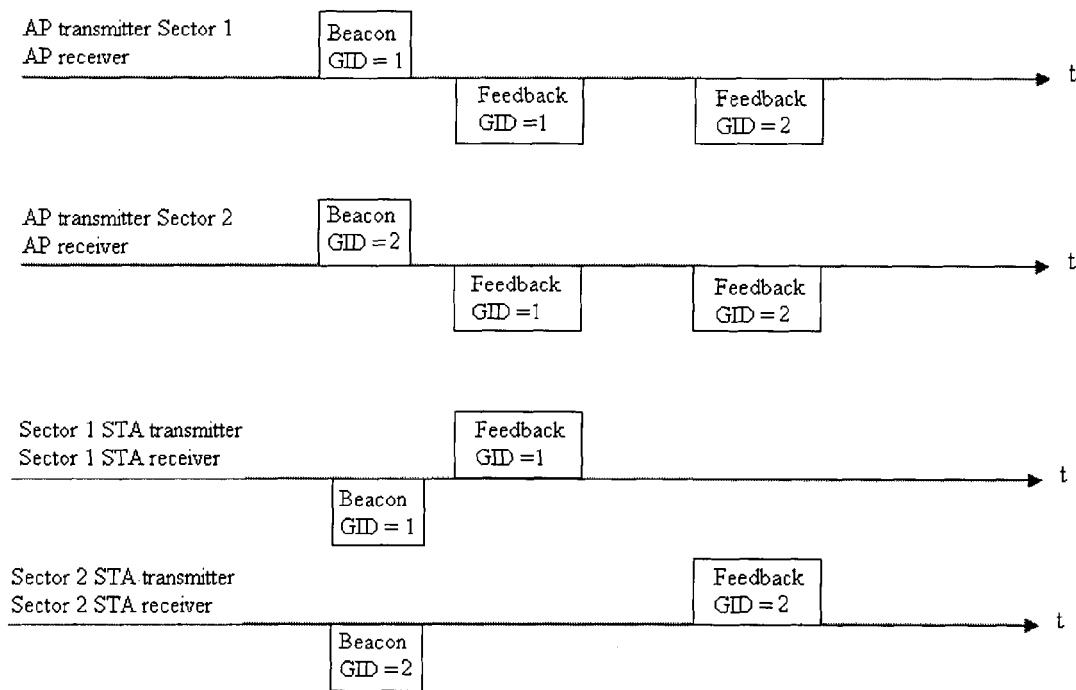 AP transmitter Sector 1
AP receiver
Beacon
GID = 1
t
Feedback
GID =1
Feedback
GID =2
AP transmitter Sector 2
AP receiver
Beacon
GID =2
t
Feedback
GID =1
Feedback
GID =2
Sector 1 STA transmitter
Sector 1 STA receiver
Feedback
GID =1
t
Beacon
GID = 1
Sector 2 STA transmitter
Sector 2 STA receiver
Feedback
GID =2
t
Beacon
GID =2